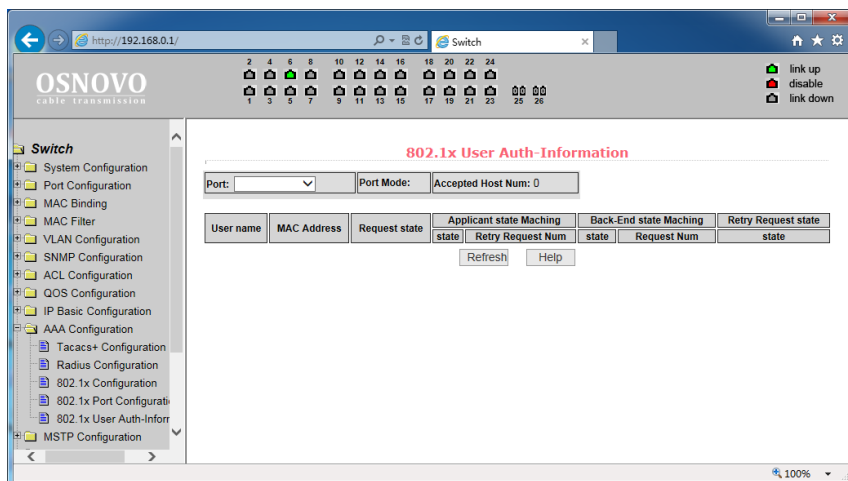 http://192.168.0.1/
Switch
OSNOVO
cable transmission
2 4 6 8 10 12 14 16 18 20 22 24
1 3 5 7 9 11 13 15 17 19 21 23 25 26
link up
disable
link down
Switch
System Configuration
Port Configuration
MAC Binding
MAC Filter
VLAN Configuration
SNMP Configuration
ACL Configuration
QOS Configuration
IP Basic Configuration
AAA Configuration
Tacacs+ Configuration
Radius Configuration
802.1x Configuration
802.1x Port Configurati
802.1x User Auth-Inforr
MSTP Configuration
802.1x User Auth-Information
Port: Port Mode: Accepted Host Num: 0
User name MAC Address Request state Applicant state Maching Back-End state Maching Retry Request state
state Retry Request Num state Request Num state
Refresh Help
100%